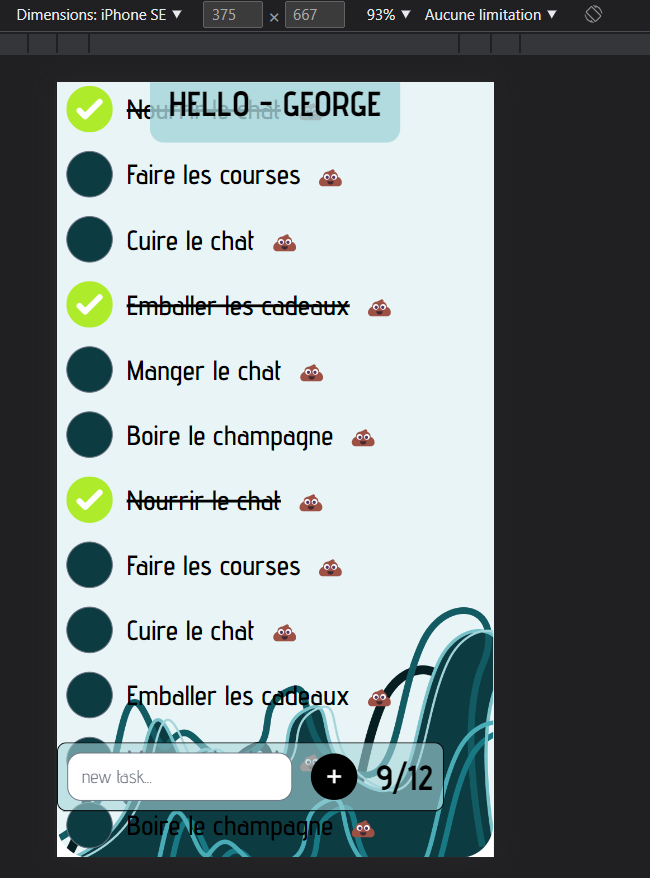 Dimensions: iPhone SE ▼ 375 × 667 93% ▼ Aucune limitation ▼
HELLO - GEORGE
Nourrir le chat
Faire les courses
Cuire le chat
Emballer les cadeaux
Manger le chat
Boire le champagne
Nourrir le chat
Faire les courses
Cuire le chat
Emballer les cadeaux
new task... + 9/12
Boire le champagne